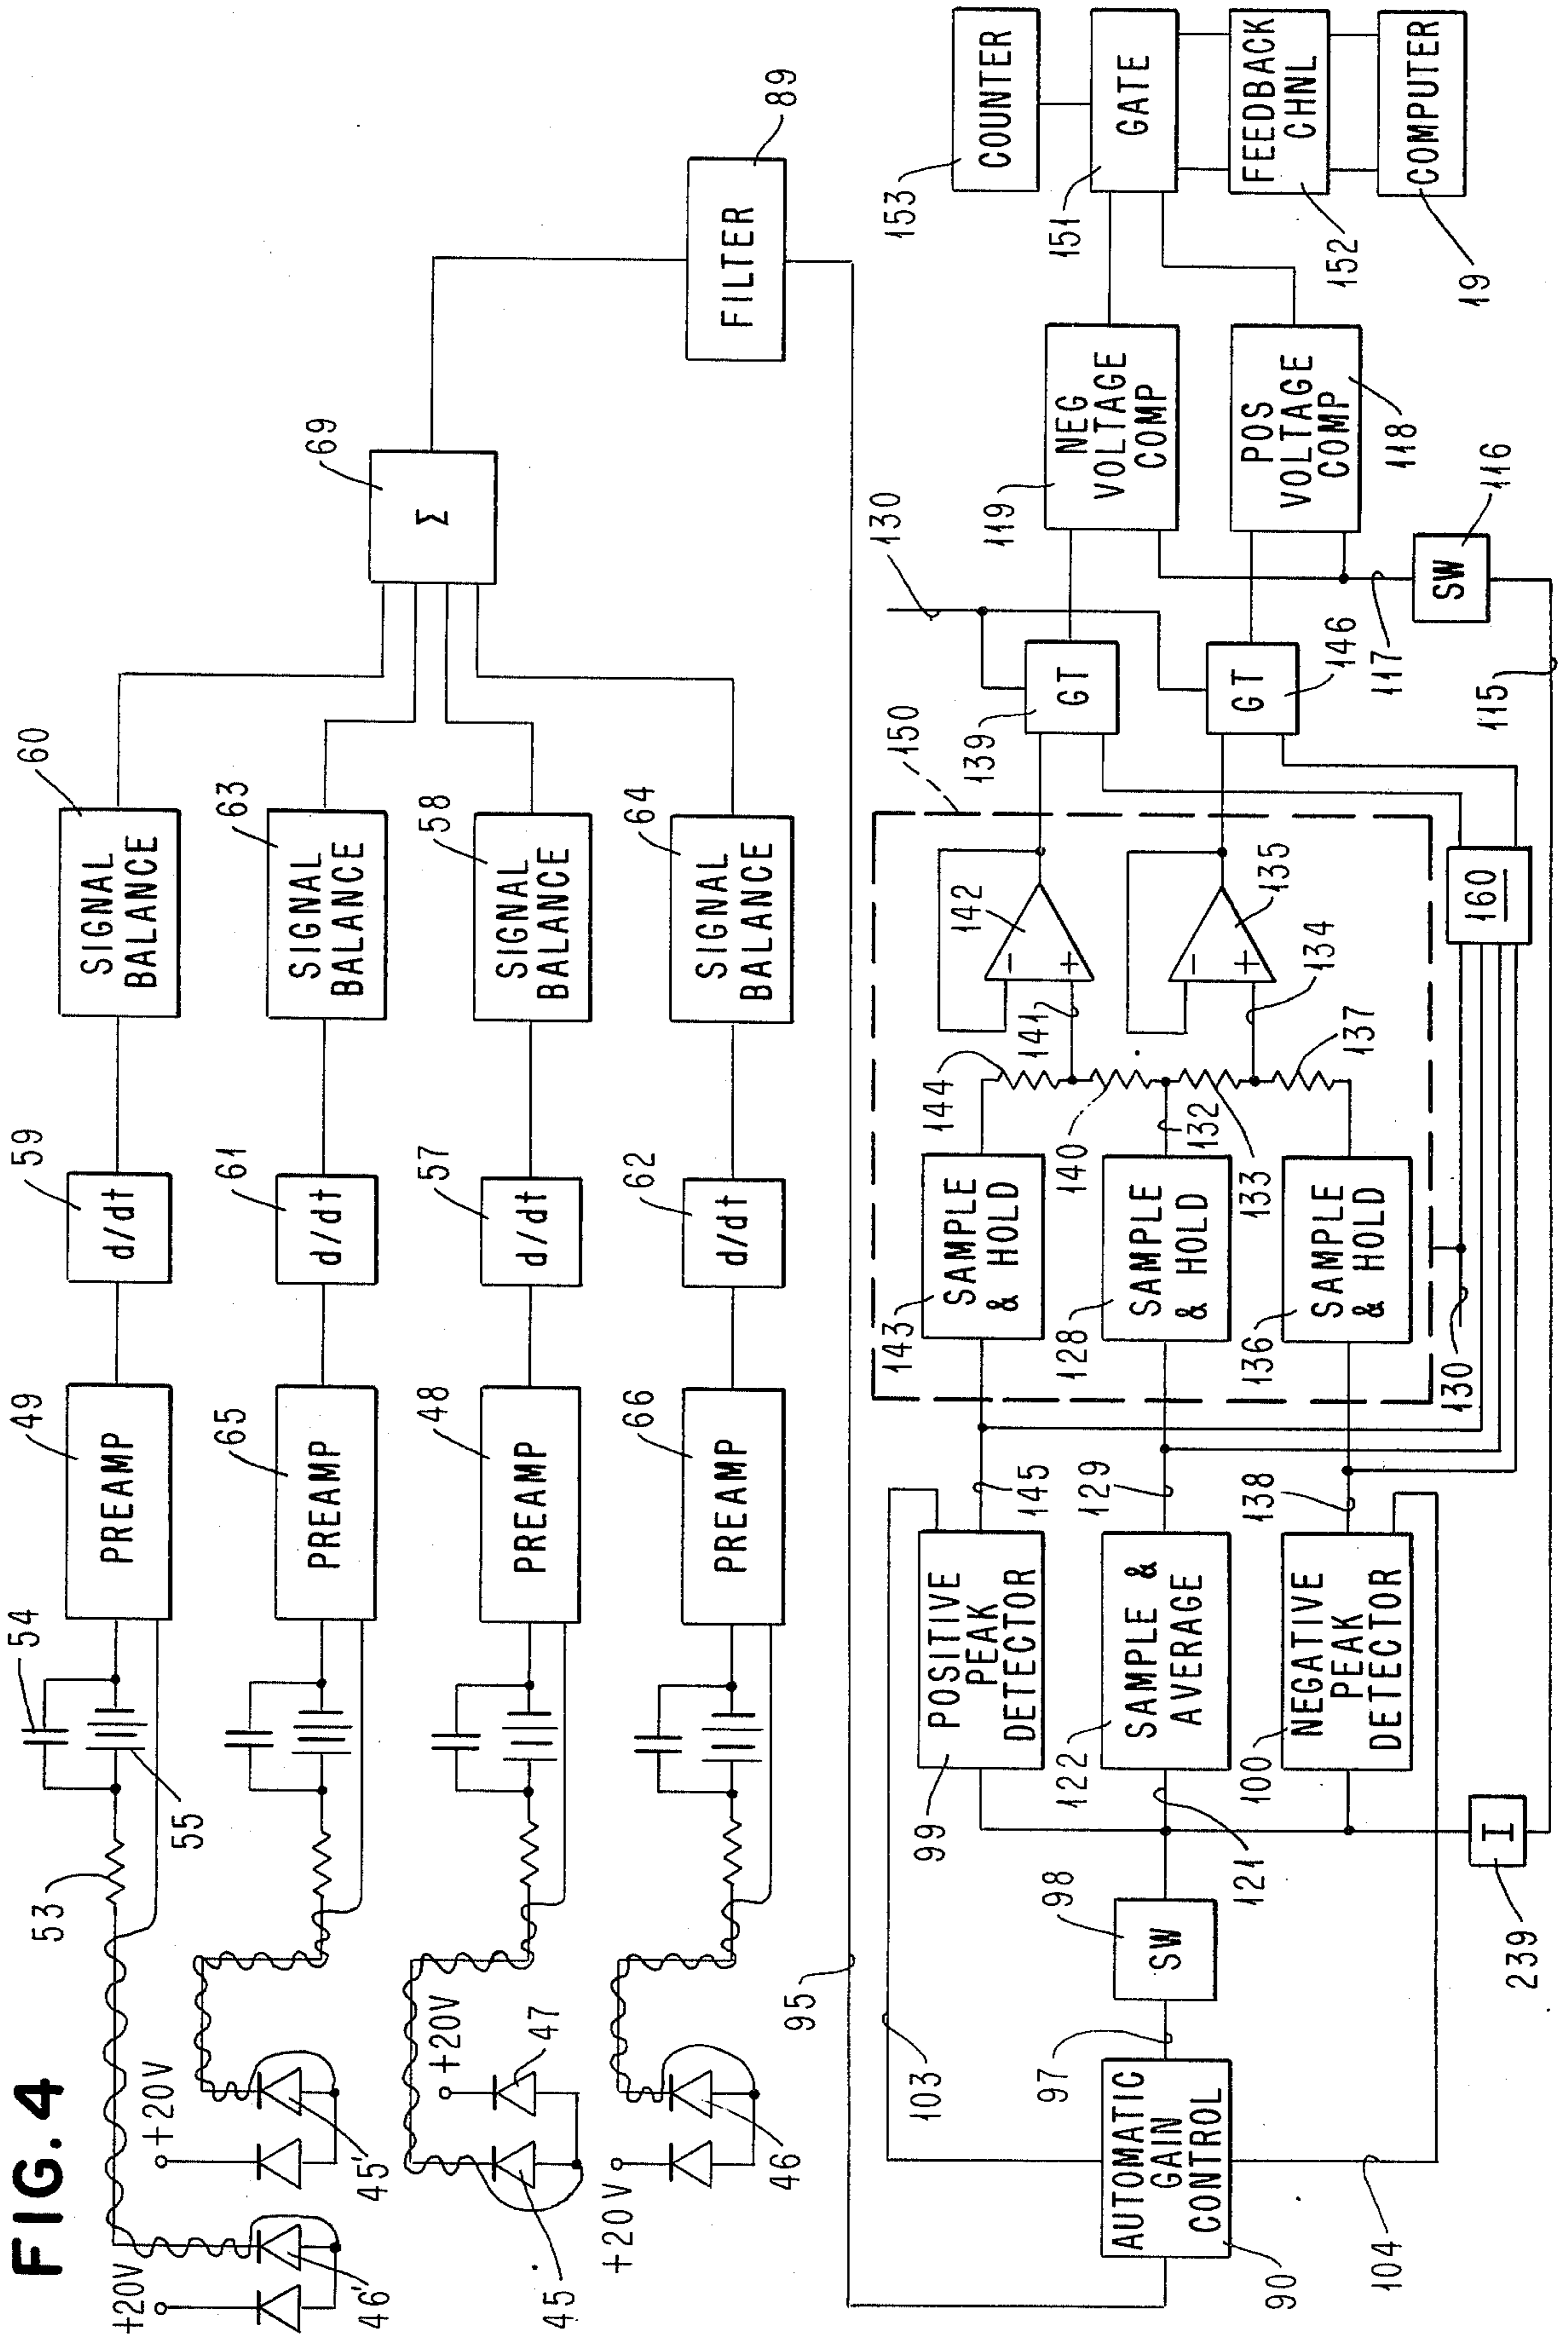 FIG. 4
+20V
46'
+20V
45'
+20V
47
45
+20V
46
53
54
55
49
PREAMP
65
PREAMP
48
PREAMP
66
PREAMP
59
d/dt
61
d/dt
57
d/dt
62
d/dt
60
SIGNAL
BALANCE
63
SIGNAL
BALANCE
58
SIGNAL
BALANCE
64
SIGNAL
BALANCE
69
Σ
89
FILTER
95
103
AUTOMATIC
GAIN
CONTROL
90
104
97
98
SW
121
239
I
99
POSITIVE
PEAK
DETECTOR
122
SAMPLE &
AVERAGE
100
NEGATIVE
PEAK
DETECTOR
145
129
138
143
SAMPLE
& HOLD
128
SAMPLE
& HOLD
136
SAMPLE
& HOLD
130
144
140
132
133
137
141
134
142
-
+
135
-
+
150
160
139
GT
146
GT
130
117
115
116
SW
119
NEG
VOLTAGE
COMP
POS
VOLTAGE
COMP
118
153
COUNTER
151
GATE
152
FEEDBACK
CHNL
19
COMPUTER